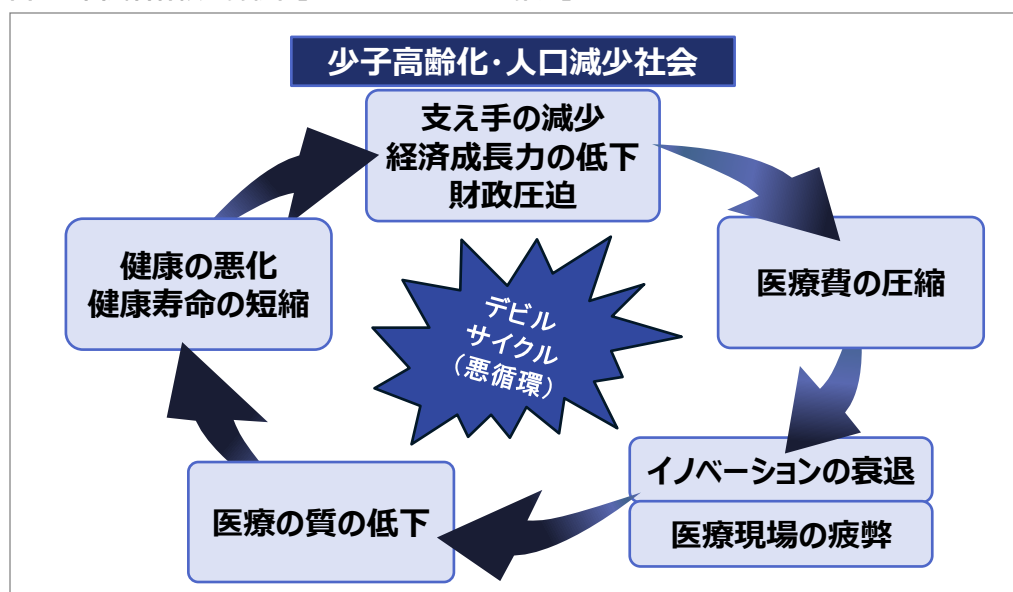 少子高齢化・人口減少社会
支え手の減少
経済成長力の低下
財政圧迫
医療費の圧縮
イノベーションの衰退
医療現場の疲弊
医療の質の低下
健康の悪化
健康寿命の短縮
デビル
サイクル
（悪循環）